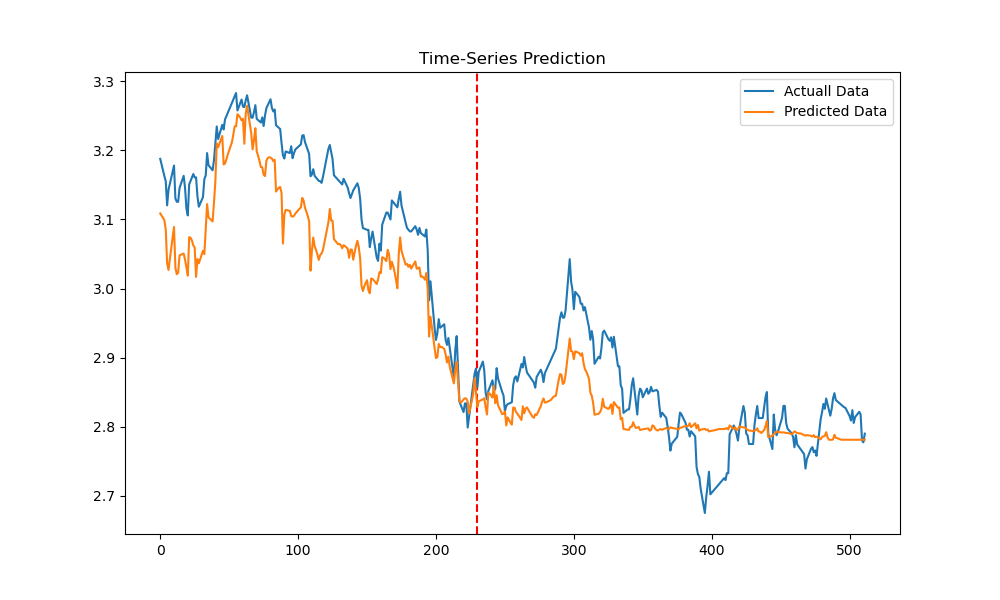 Time-Series Prediction
Actuall Data
Predicted Data
3.3
3.2
3.1
3.0
2.9
2.8
2.7
0 100 200 300 400 500